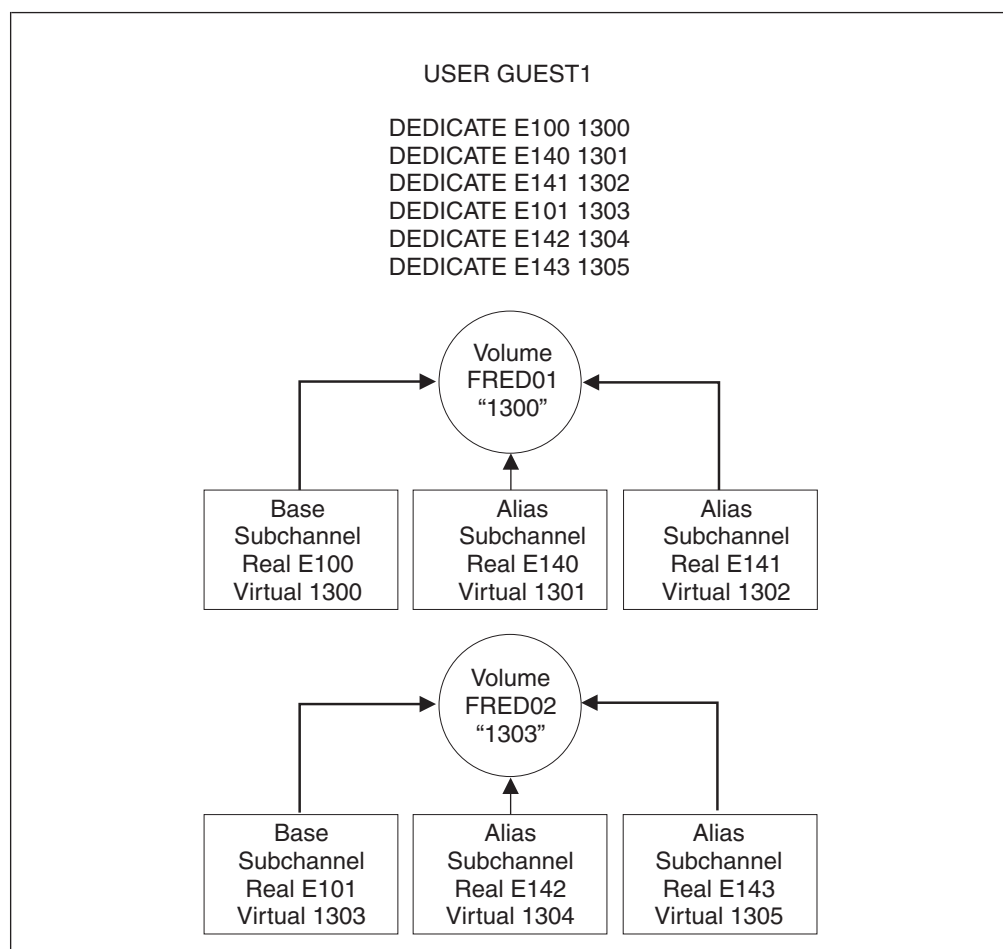 USER GUEST1
DEDICATE E100 1300
DEDICATE E140 1301
DEDICATE E141 1302
DEDICATE E101 1303
DEDICATE E142 1304
DEDICATE E143 1305
Volume
FRED01
“1300”
Base
Subchannel
Real E100
Virtual 1300
Alias
Subchannel
Real E140
Virtual 1301
Alias
Subchannel
Real E141
Virtual 1302
Volume
FRED02
“1303”
Base
Subchannel
Real E101
Virtual 1303
Alias
Subchannel
Real E142
Virtual 1304
Alias
Subchannel
Real E143
Virtual 1305